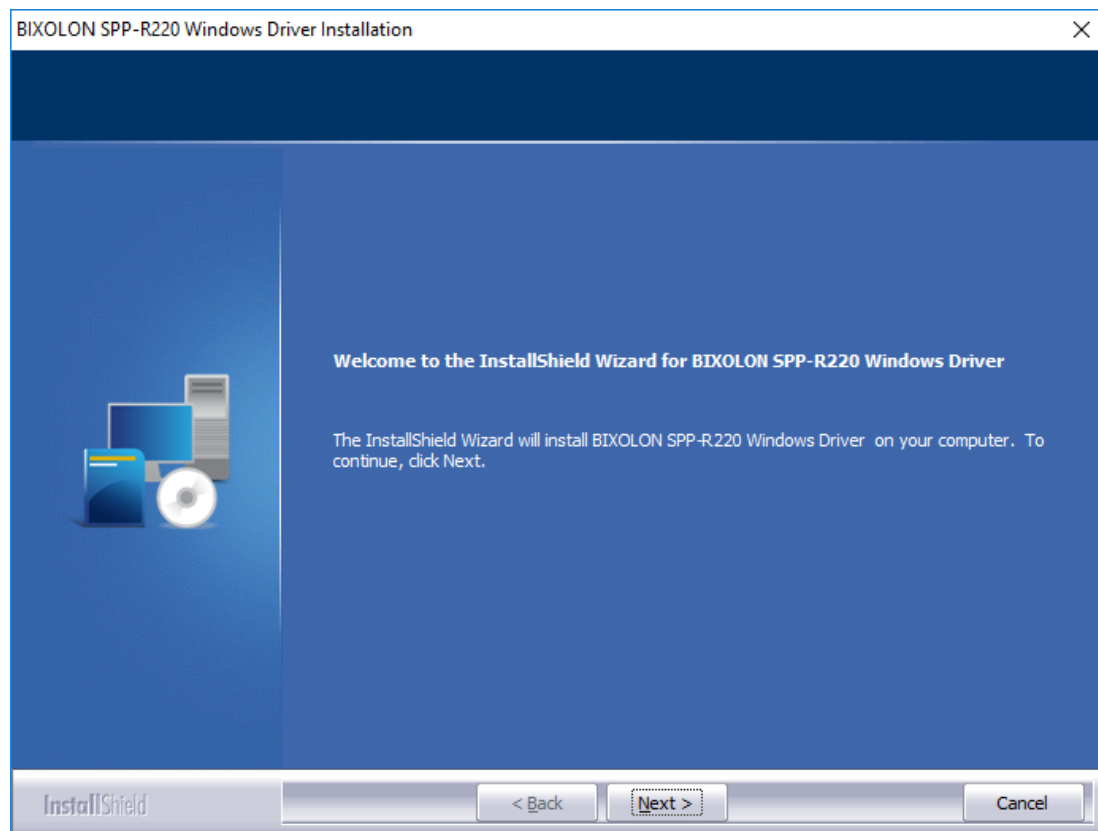 BIXOLON SPP-R220 Windows Driver Installation
Welcome to the InstallShield Wizard for BIXOLON SPP-R220 Windows Driver
The InstallShield Wizard will install BIXOLON SPP-R220 Windows Driver on your computer. To
continue, click Next.
InstallShield
< Back
Next >
Cancel